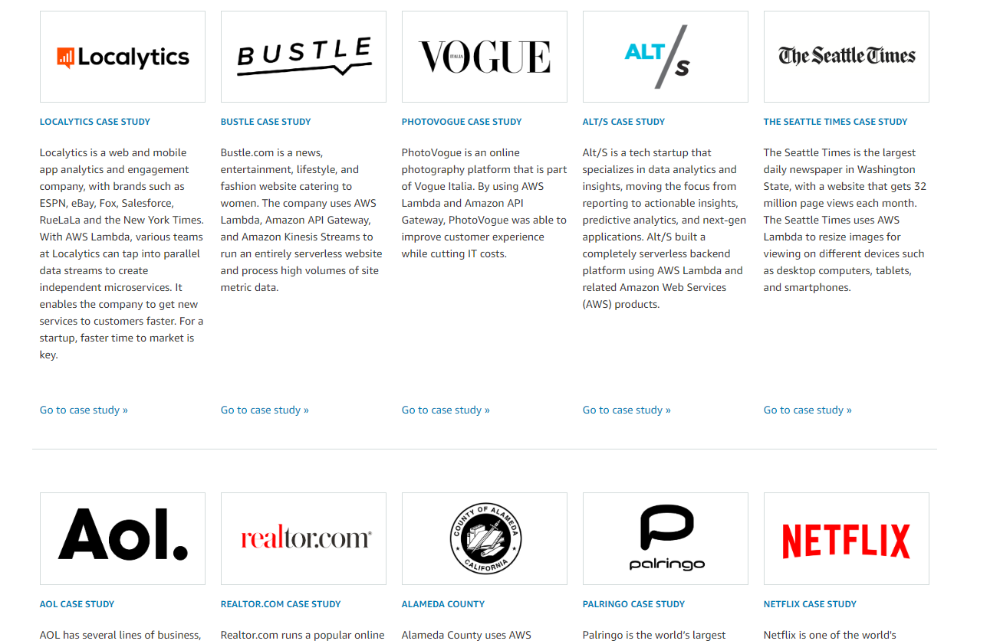 Localytics
BUSTLE
VOGUE
ITALIA
ALT/S
The Seattle Times
LOCALYTICS CASE STUDY
Localytics is a web and mobile
app analytics and engagement
company, with brands such as
ESPN, eBay, Fox, Salesforce,
RueLaLa and the New York Times.
With AWS Lambda, various teams
at Localytics can tap into parallel
data streams to create
independent microservices. It
enables the company to get new
services to customers faster. For a
startup, faster time to market is
key.
Go to case study »
BUSTLE CASE STUDY
Bustle.com is a news,
entertainment, lifestyle, and
fashion website catering to
women. The company uses AWS
Lambda, Amazon API Gateway,
and Amazon Kinesis Streams to
run an entirely serverless website
and process high volumes of site
metric data.
Go to case study »
PHOTOVOGUE CASE STUDY
PhotoVogue is an online
photography platform that is part
of Vogue Italia. By using AWS
Lambda and Amazon API
Gateway, PhotoVogue was able to
improve customer experience
while cutting IT costs.
Go to case study »
ALT/S CASE STUDY
Alt/S is a tech startup that
specializes in data analytics and
insights, moving the focus from
reporting to actionable insights,
predictive analytics, and next-gen
applications. Alt/S built a
completely serverless backend
platform using AWS Lambda and
related Amazon Web Services
(AWS) products.
Go to case study »
THE SEATTLE TIMES CASE STUDY
The Seattle Times is the largest
daily newspaper in Washington
State, with a website that gets 32
million page views each month.
The Seattle Times uses AWS
Lambda to resize images for
viewing on different devices such
as desktop computers, tablets,
and smartphones.
Go to case study »
Aol.
realtor.com®
COUNTY OF ALAMEDA
CALIFORNIA
palringo
NETFLIX
AOL CASE STUDY
AOL has several lines of business,
REALTOR.COM CASE STUDY
Realtor.com runs a popular online
ALAMEDA COUNTY
Alameda County uses AWS
PALRINGO CASE STUDY
Palringo is the world’s largest
NETFLIX CASE STUDY
Netflix is one of the world's